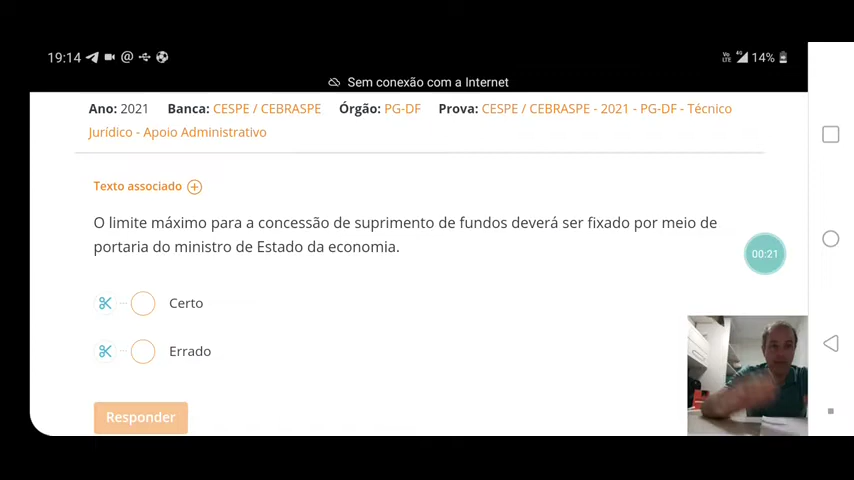 19:14 14%
Sem conexão com a Internet
Ano: 2021 Banca: CESPE / CEBRASPE Órgão: PG-DF Prova: CESPE / CEBRASPE - 2021 - PG-DF - Técnico
Jurídico - Apoio Administrativo
Texto associado
O limite máximo para a concessão de suprimento de fundos deverá ser fixado por meio de
portaria do ministro de Estado da economia.
00:21
Certo
Errado
Responder